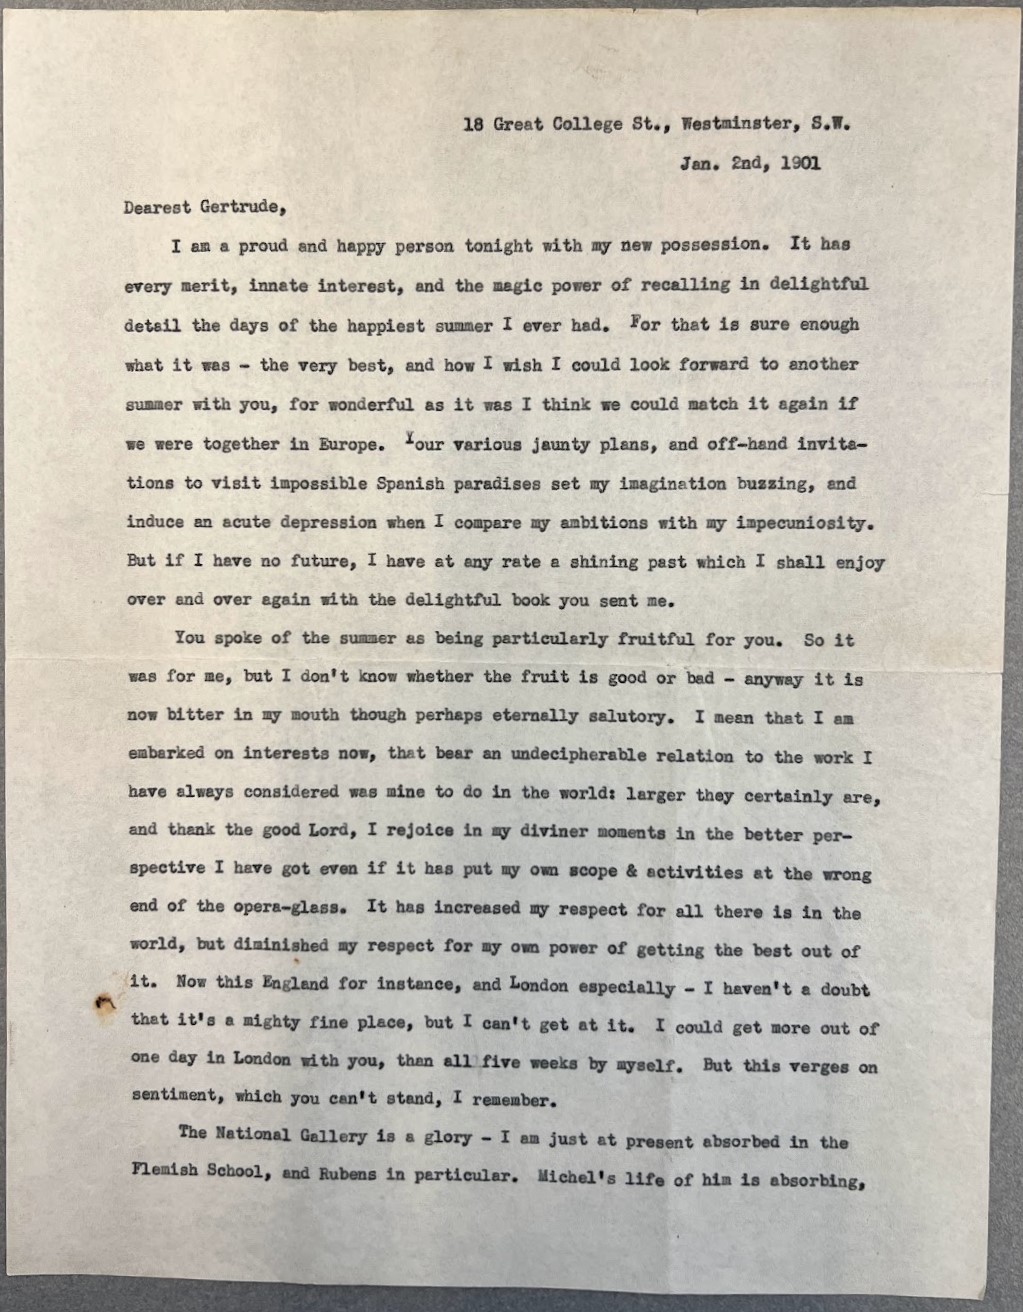 18 Great College St., Westminster, S.W.
Jan. 2nd, 1901
Dearest Gertrude,
I am a proud and happy person tonight with my new possession. It has
every merit, innate interest, and the magic power of recalling in delightful
detail the days of the happiest summer I ever had. For that is sure enough
what it was - the very best, and how I wish I could look forward to another
summer with you, for wonderful as it was I think we could match it again if
we were together in Europe. Your various jaunty plans, and off-hand invita-
tions to visit impossible Spanish paradises set my imagination buzzing, and
induce an acute depression when I compare my ambitions with my impecuniosity.
But if I have no future, I have at any rate a shining past which I shall enjoy
over and over again with the delightful book you sent me.
You spoke of the summer as being particularly fruitful for you. So it
was for me, but I don't know whether the fruit is good or bad - anyway it is
now bitter in my mouth though perhaps eternally salutory. I mean that I am
embarked on interests now, that bear an undecipherable relation to the work I
have always considered was mine to do in the world: larger they certainly are,
and thank the good Lord, I rejoice in my diviner moments in the better per-
spective I have got even if it has put my own scope & activities at the wrong
end of the opera-glass. It has increased my respect for all there is in the
world, but diminished my respect for my own power of getting the best out of
it. Now this England for instance, and London especially - I haven't a doubt
that it's a mighty fine place, but I can't get at it. I could get more out of
one day in London with you, than all five weeks by myself. But this verges on
sentiment, which you can't stand, I remember.
The National Gallery is a glory - I am just at present absorbed in the
Flemish School, and Rubens in particular. Michel's life of him is absorbing,